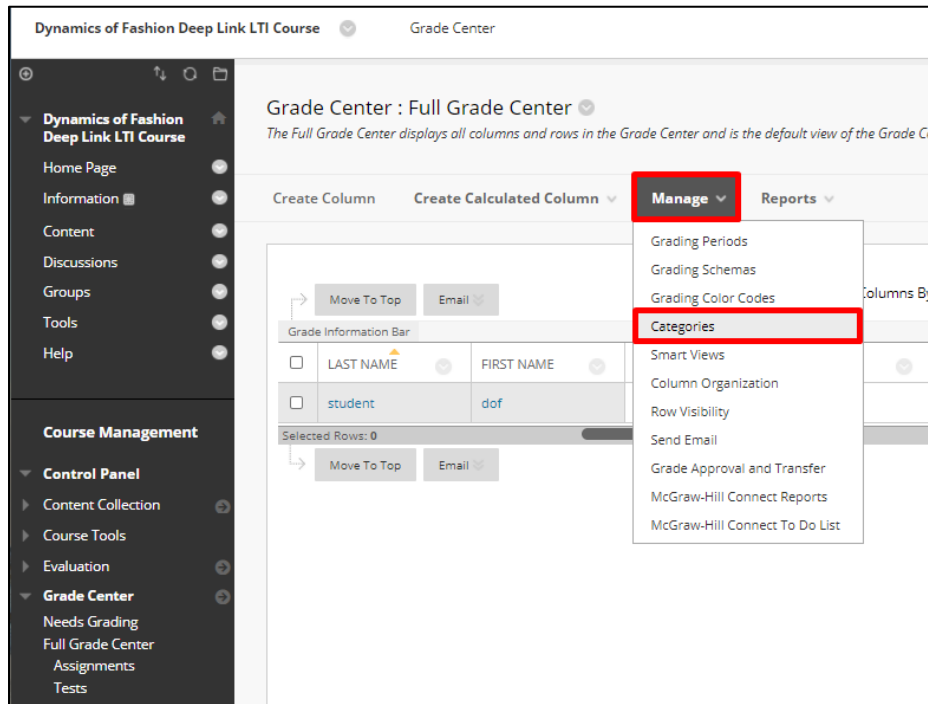 Dynamics of Fashion Deep Link LTI Course Grade Center
Dynamics of Fashion
Deep Link LTI Course
Home Page
Information
Content
Discussions
Groups
Tools
Help
Course Management
Control Panel
Content Collection
Course Tools
Evaluation
Grade Center
Needs Grading
Full Grade Center
Assignments
Tests
Grade Center : Full Grade Center
The Full Grade Center displays all columns and rows in the Grade Center and is the default view of the Grade
Create Column Create Calculated Column Manage Reports
Grading Periods
Grading Schemas
Grading Color Codes
Categories
Smart Views
Column Organization
Row Visibility
Send Email
Grade Approval and Transfer
McGraw-Hill Connect Reports
McGraw-Hill Connect To Do List
Move To Top Email
Grade Information Bar
LAST NAME FIRST NAME
student dof
Selected Rows: 0
Move To Top Email